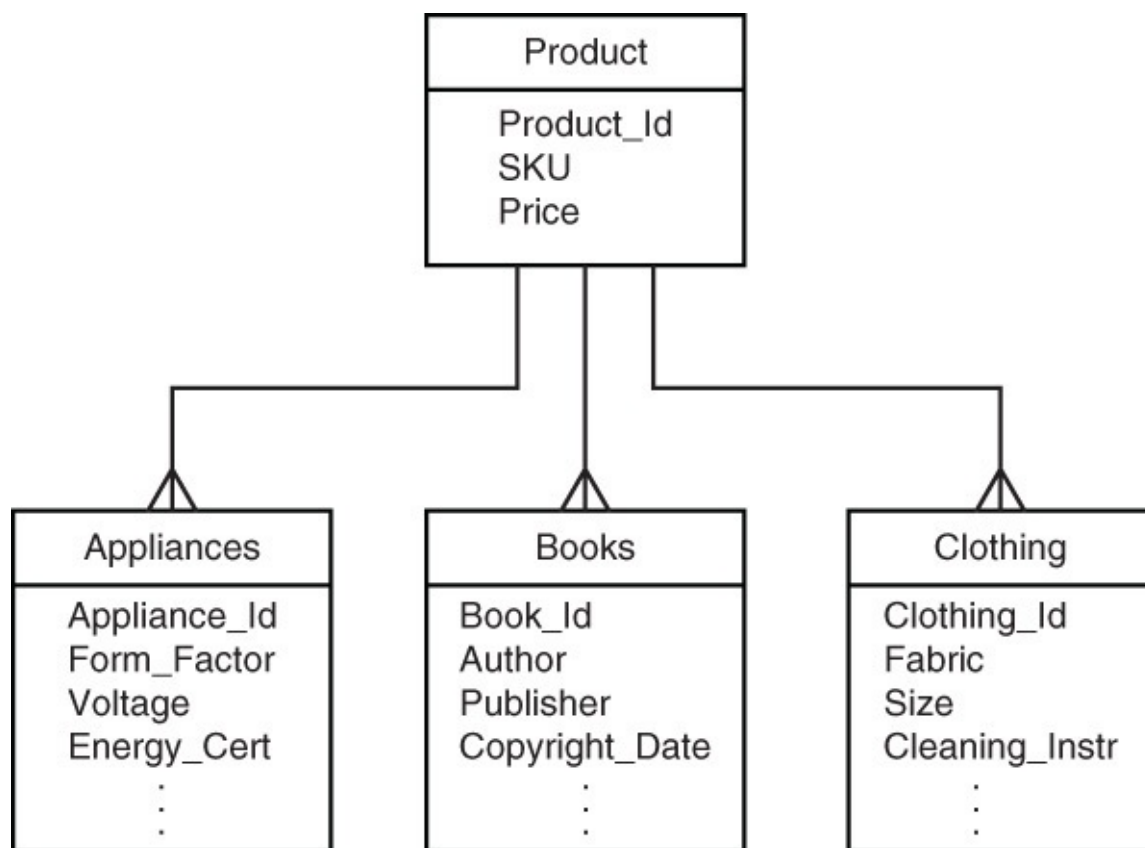 Product
Product_Id
SKU
Price
Appliances
Appliance_Id
Form_Factor
Voltage
Energy_Cert
Books
Book_Id
Author
Publisher
Copyright_Date
Clothing
Clothing_Id
Fabric
Size
Cleaning_Instr